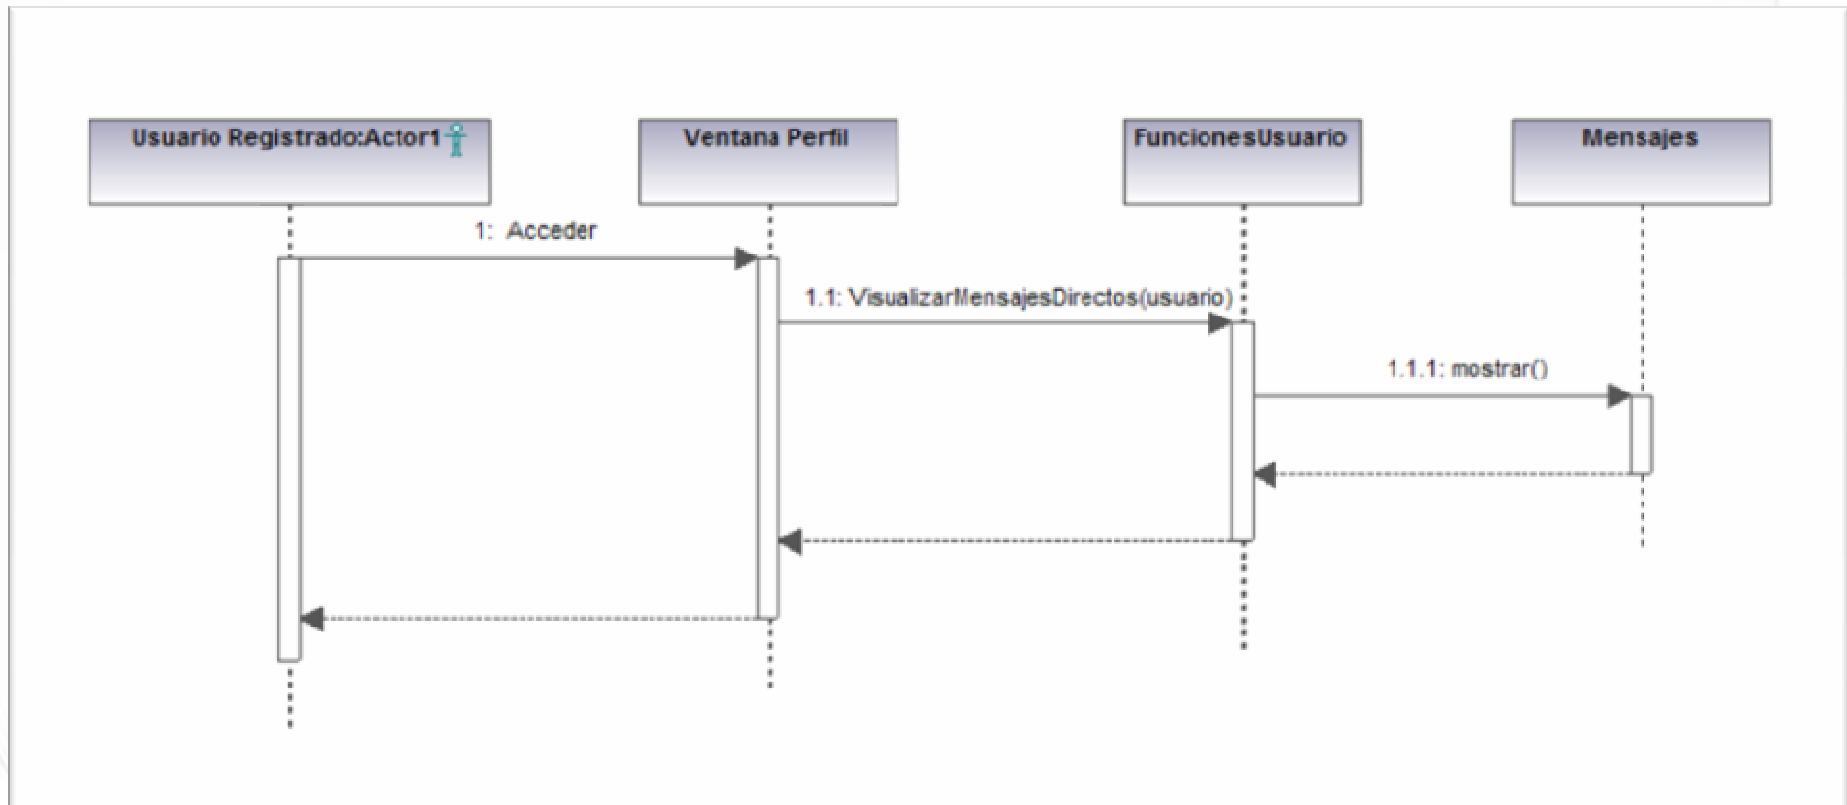 Usuario Registrado:Actor1
Ventana Perfil
FuncionesUsuario
Mensajes
1: Acceder
1.1: VisualizarMensajesDirectos(usuario)
1.1.1: mostrar()